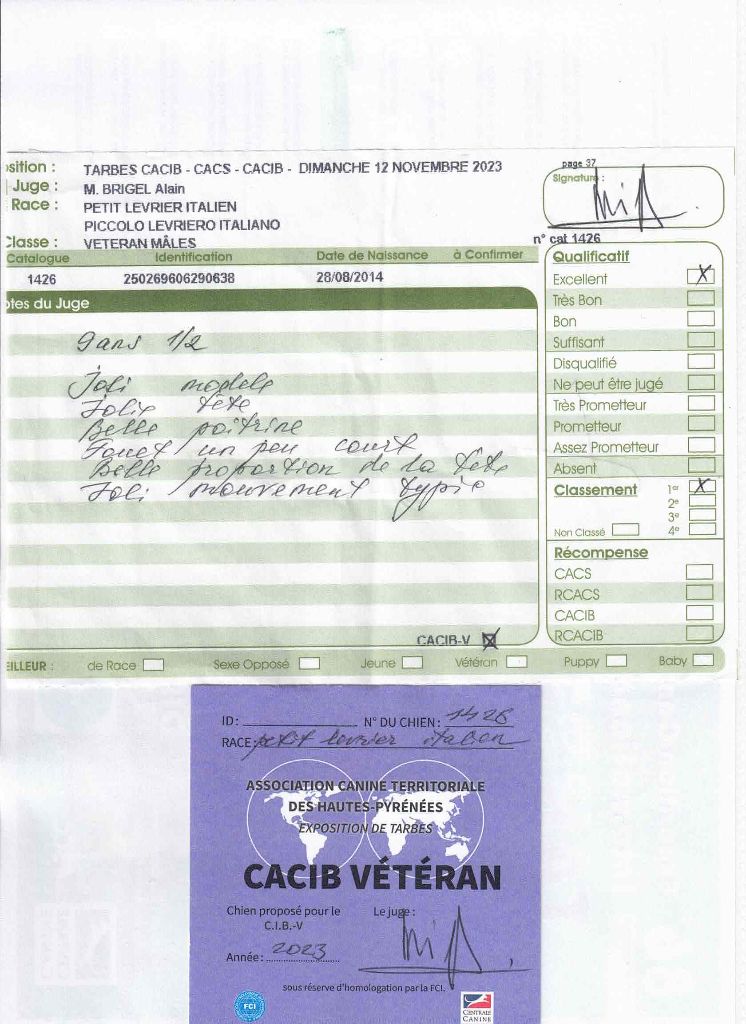 sition : TARBES CACIB - CACS - CACIB - DIMANCHE 12 NOVEMBRE 2023
Juge : M. BRIGEL Alain
Race : PETIT LEVRIER ITALIEN
PICCOLO LEVRIERO ITALIANO
Classe : VETERAN MÂLES
page 37
Signature :
n° cat 1426
Catalogue Identification Date de Naissance à Confirmer
1426 250269606290638 28/08/2014
otes du Juge
9 ans 1/2
Joli modele
Jolie tête
Belle poitrine
Fouet un peu court
Belle proportion de la tête
Joli mouvement typic
CACIB-V X
Qualificatif
Excellent X
Très Bon
Bon
Suffisant
Disqualifié
Ne peut être jugé
Très Prometteur
Prometteur
Assez Prometteur
Absent
Classement 1er X
2e
3e
Non Classé 4e
Récompense
CACS
RCACS
CACIB
RCACIB
EILLEUR : de Race Sexe Opposé Jeune Vétéran Puppy Baby
ID : N° DU CHIEN : 1426
RACE : petit levrier italien
ASSOCIATION CANINE TERRITORIALE
DES HAUTES-PYRÉNÉES
EXPOSITION DE TARBES
CACIB VÉTÉRAN
Chien proposé pour le
C.I.B.-V
Le juge :
Année : 2023
sous réserve d'homologation par la FCI.
FCI
CENTRALE
CANINE